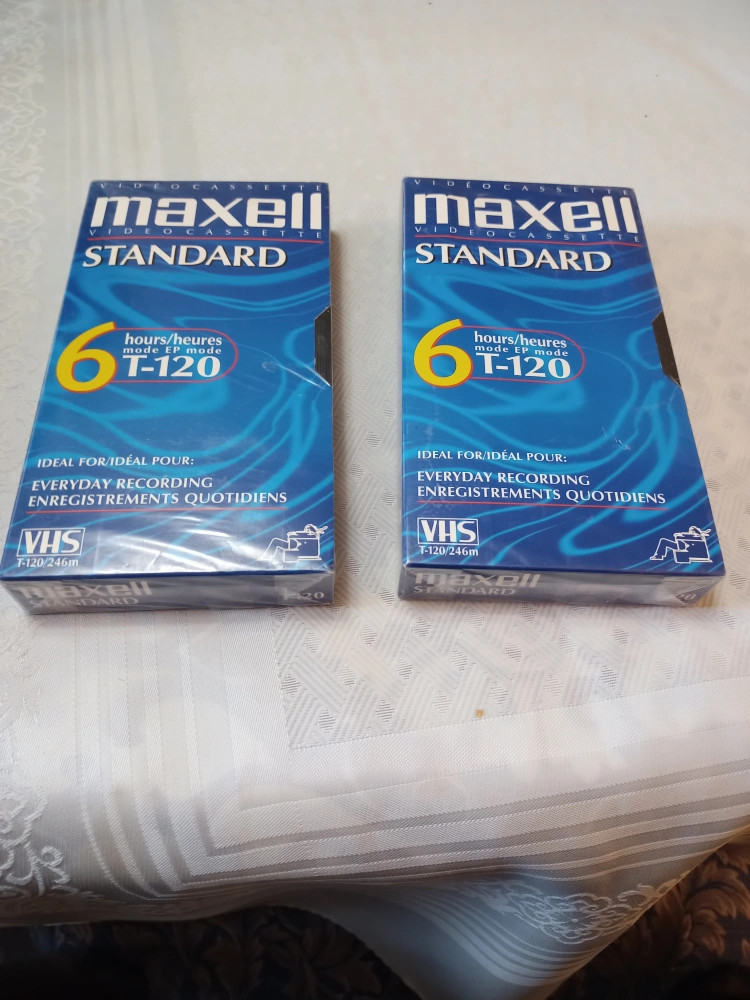 VIDÉOCASSETTE
maxell
VIDEOCASSETTE
STANDARD
6 hours/heures
mode EP mode
T-120
IDEAL FOR/IDÉAL POUR:
EVERYDAY RECORDING
ENREGISTREMENTS QUOTIDIENS
VHS
T-120/246m
maxell
STANDARD
T-120
VIDÉOCASSETTE
maxell
VIDEOCASSETTE
STANDARD
6 hours/heures
mode EP mode
T-120
IDEAL FOR/IDÉAL POUR:
EVERYDAY RECORDING
ENREGISTREMENTS QUOTIDIENS
VHS
T-120/246m
maxell
STANDARD